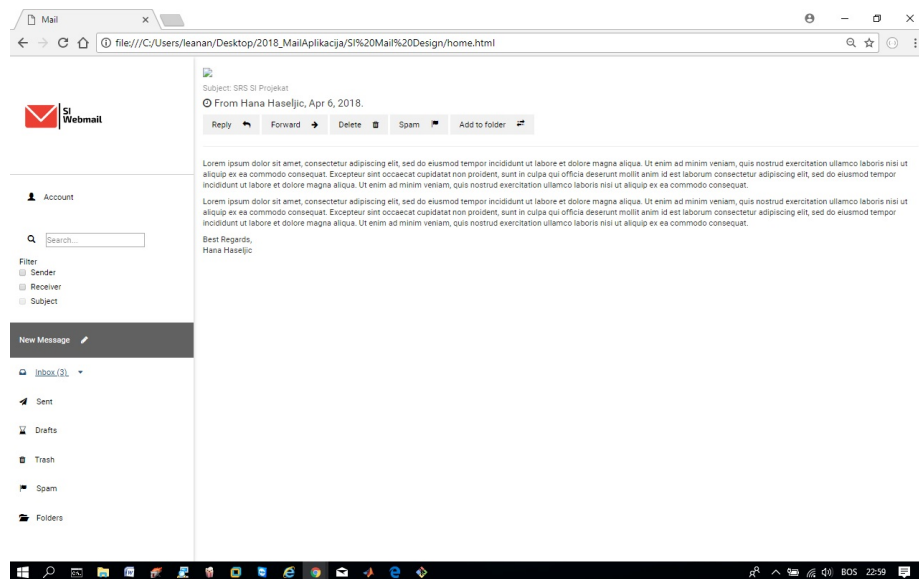 Mail
file:///C:/Users/leanan/Desktop/2018_MailAplikacija/SI%20Mail%20Design/home.html
SI
Webmail
Account
Search...
Filter
Sender
Receiver
Subject
New Message
Inbox (3)
Sent
Drafts
Trash
Spam
Folders
Subject: SRS SI Projekat
From Hana Haseljic, Apr 6, 2018.
Reply Forward Delete Spam Add to folder
Lorem ipsum dolor sit amet, consectetur adipiscing elit, sed do eiusmod tempor incididunt ut labore et dolore magna aliqua. Ut enim ad minim veniam, quis nostrud exercitation ullamco laboris nisi ut
aliquip ex ea commodo consequat. Excepteur sint occaecat cupidatat non proident, sunt in culpa qui officia deserunt mollit anim id est laborum consectetur adipiscing elit, sed do eiusmod tempor
incididunt ut labore et dolore magna aliqua. Ut enim ad minim veniam, quis nostrud exercitation ullamco laboris nisi ut aliquip ex ea commodo consequat.
Lorem ipsum dolor sit amet, consectetur adipiscing elit, sed do eiusmod tempor incididunt ut labore et dolore magna aliqua. Ut enim ad minim veniam, quis nostrud exercitation ullamco laboris nisi ut
aliquip ex ea commodo consequat. Excepteur sint occaecat cupidatat non proident, sunt in culpa qui officia deserunt mollit anim id est laborum consectetur adipiscing elit, sed do eiusmod tempor
incididunt ut labore et dolore magna aliqua. Ut enim ad minim veniam, quis nostrud exercitation ullamco laboris nisi ut aliquip ex ea commodo consequat.
Best Regards,
Hana Haseljic
BOS 22:59